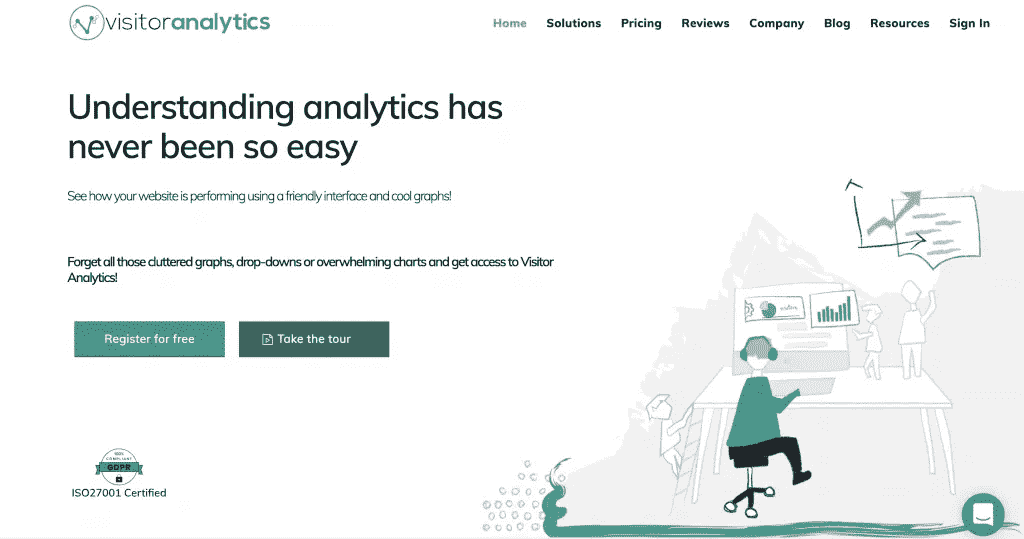 visitoranalytics
Home Solutions Pricing Reviews Company Blog Resources Sign In
Understanding analytics has
never been so easy
See how your website is performing using a friendly interface and cool graphs!
Forget all those cluttered graphs, drop-downs or overwhelming charts and get access to Visitor
Analytics!
Register for free
Take the tour
100%
COMPLIANT
GDPR
ISO27001 Certified